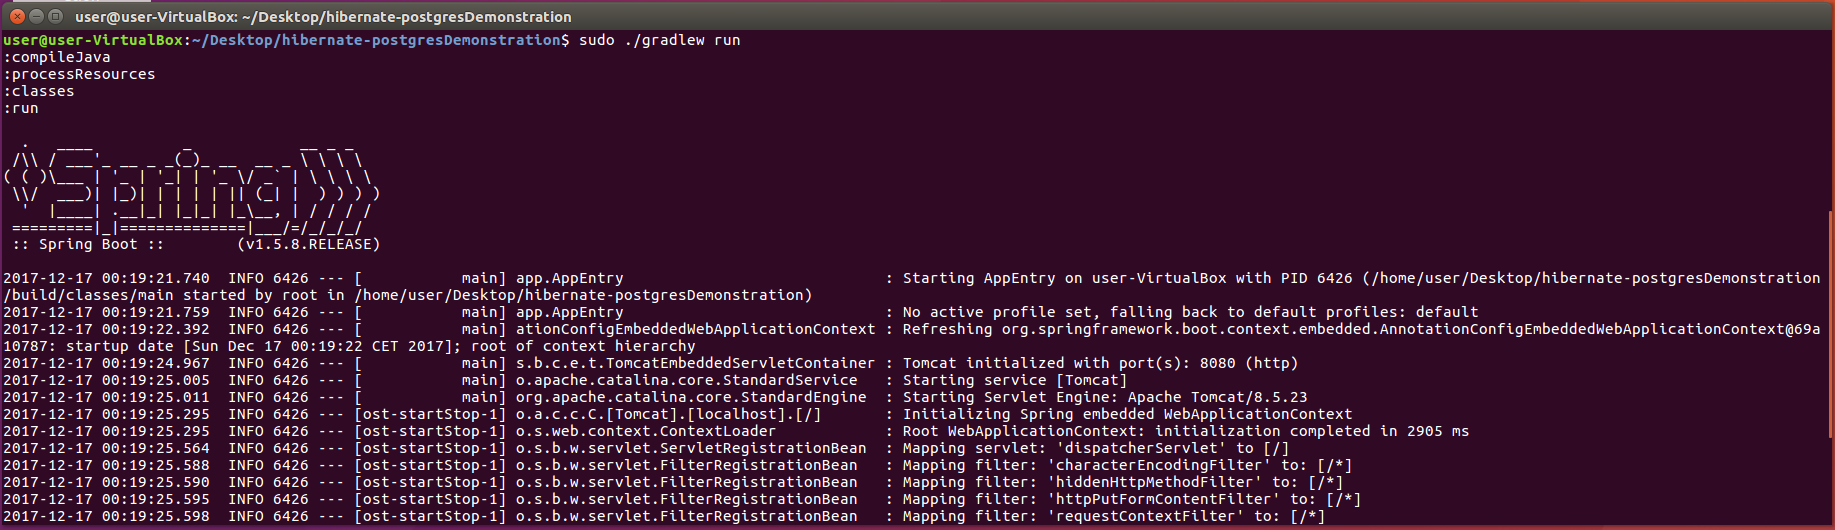 user@user-VirtualBox: ~/Desktop/hibernate-postgresDemonstration
user@user-VirtualBox:~/Desktop/hibernate-postgresDemonstration$ sudo ./gradlew run
:compileJava
:processResources
:classes
:run
  .   ____          _            __ _ _
 /\\ / ___'_ __ _ _(_)_ __  __ _ \ \ \ \
( ( )\___ | '_ | '_| | '_ \/ _` | \ \ \ \
 \\/  ___)| |_)| | | | | || (_| |  ) ) ) )
  '  |____| .__|_| |_|_| |_\__, | / / / /
 =========|_|==============|___/=/_/_/_/
 :: Spring Boot ::        (v1.5.8.RELEASE)
2017-12-17 00:19:21.740  INFO 6426 --- [           main] app.AppEntry                             : Starting AppEntry on user-VirtualBox with PID 6426 (/home/user/Desktop/hibernate-postgresDemonstration
/build/classes/main started by root in /home/user/Desktop/hibernate-postgresDemonstration)
2017-12-17 00:19:21.759  INFO 6426 --- [           main] app.AppEntry                             : No active profile set, falling back to default profiles: default
2017-12-17 00:19:22.392  INFO 6426 --- [           main] ationConfigEmbeddedWebApplicationContext : Refreshing org.springframework.boot.context.embedded.AnnotationConfigEmbeddedWebApplicationContext@69a
10787: startup date [Sun Dec 17 00:19:22 CET 2017]; root of context hierarchy
2017-12-17 00:19:24.967  INFO 6426 --- [           main] s.b.c.e.t.TomcatEmbeddedServletContainer : Tomcat initialized with port(s): 8080 (http)
2017-12-17 00:19:25.005  INFO 6426 --- [           main] o.apache.catalina.core.StandardService   : Starting service [Tomcat]
2017-12-17 00:19:25.011  INFO 6426 --- [           main] org.apache.catalina.core.StandardEngine  : Starting Servlet Engine: Apache Tomcat/8.5.23
2017-12-17 00:19:25.295  INFO 6426 --- [ost-startStop-1] o.a.c.c.C.[Tomcat].[localhost].[/]       : Initializing Spring embedded WebApplicationContext
2017-12-17 00:19:25.295  INFO 6426 --- [ost-startStop-1] o.s.web.context.ContextLoader            : Root WebApplicationContext: initialization completed in 2905 ms
2017-12-17 00:19:25.564  INFO 6426 --- [ost-startStop-1] o.s.b.w.servlet.ServletRegistrationBean  : Mapping servlet: 'dispatcherServlet' to [/]
2017-12-17 00:19:25.588  INFO 6426 --- [ost-startStop-1] o.s.b.w.servlet.FilterRegistrationBean   : Mapping filter: 'characterEncodingFilter' to: [/*]
2017-12-17 00:19:25.590  INFO 6426 --- [ost-startStop-1] o.s.b.w.servlet.FilterRegistrationBean   : Mapping filter: 'hiddenHttpMethodFilter' to: [/*]
2017-12-17 00:19:25.595  INFO 6426 --- [ost-startStop-1] o.s.b.w.servlet.FilterRegistrationBean   : Mapping filter: 'httpPutFormContentFilter' to: [/*]
2017-12-17 00:19:25.598  INFO 6426 --- [ost-startStop-1] o.s.b.w.servlet.FilterRegistrationBean   : Mapping filter: 'requestContextFilter' to: [/*]